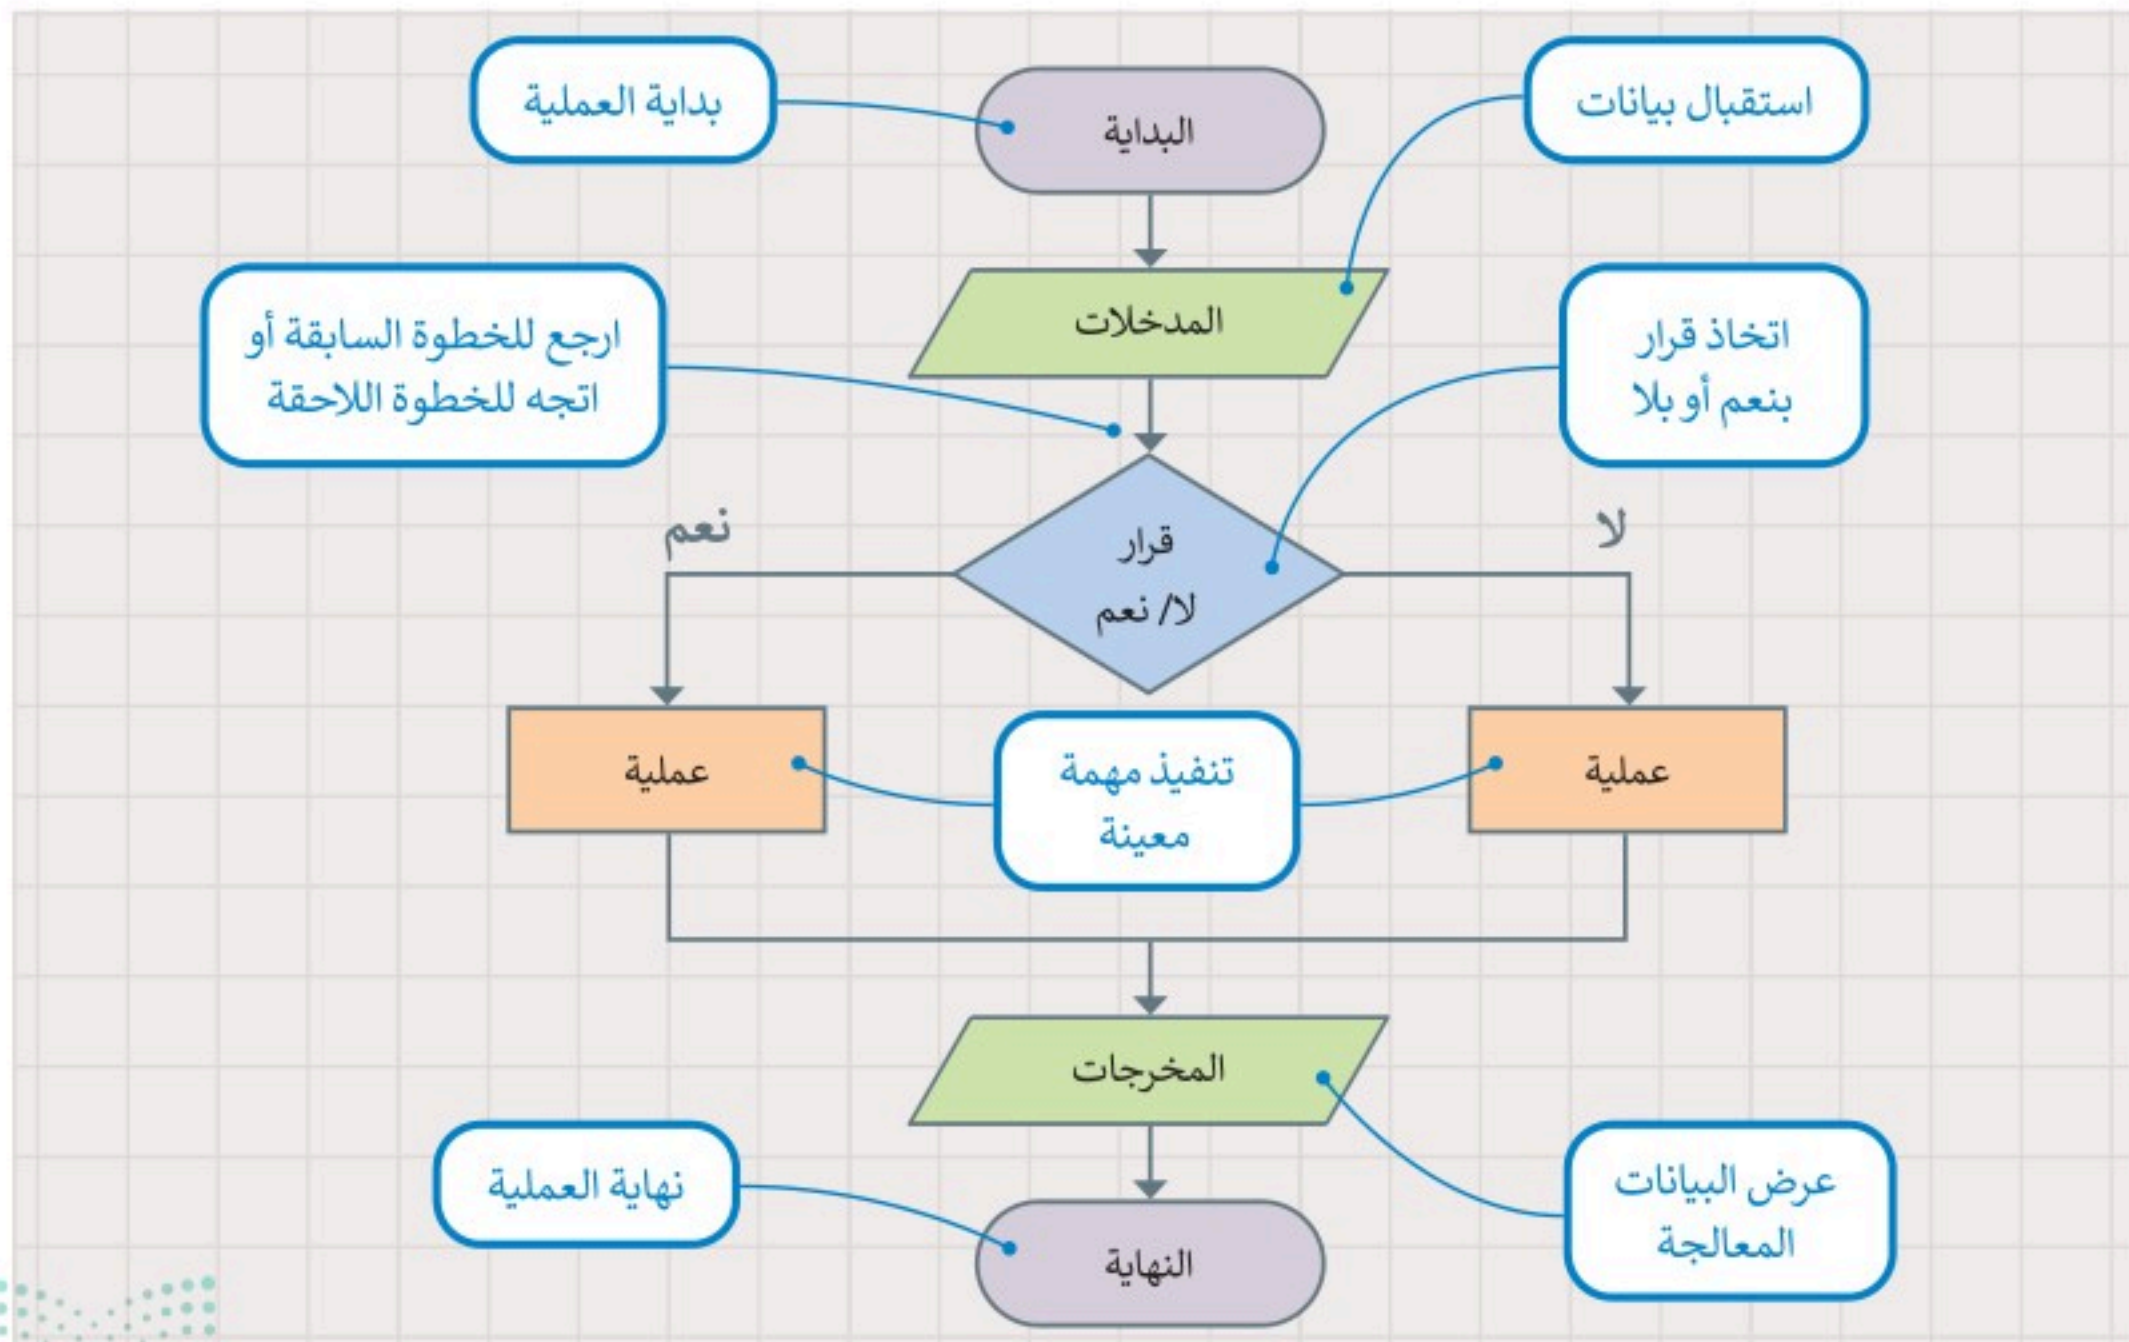 استقبال بيانات
البداية
بداية العملية
المدخلات
اتخاذ قرار
بنعم أو بلا
ارجع للخطوة السابقة أو
اتجه للخطوة اللاحقة
لا
قرار
لا/ نعم
نعم
عملية
تنفيذ مهمة
معينة
عملية
المخرجات
عرض البيانات
المعالجة
نهاية العملية
النهاية